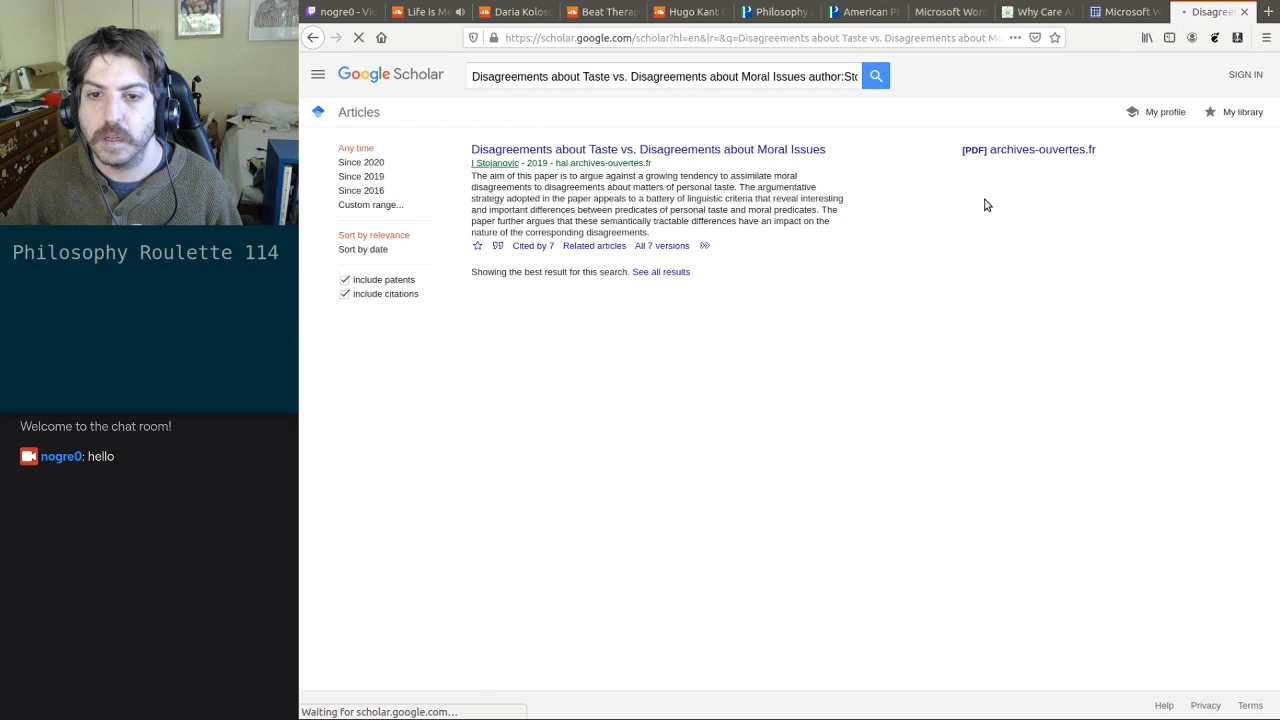 nogre0 - Vi
Life is Me
Daria Kolos
Beat Therap
Hugo Kant
Philosophy
American P
Microsoft Wor
Why Care A
Microsoft
Disagree
https://scholar.google.com/scholar?hl=en&lr=&q=Disagreements about Taste vs. Disagreements about Mo
Google Scholar
Disagreements about Taste vs. Disagreements about Moral Issues author:Sto
SIGN IN
Articles
My profile
My library
Any time
Since 2020
Since 2019
Since 2016
Custom range...
Sort by relevance
Sort by date
include patents
include citations
Disagreements about Taste vs. Disagreements about Moral Issues
I Stojanovic - 2019 - hal.archives-ouvertes.fr
The aim of this paper is to argue against a growing tendency to assimilate moral
disagreements to disagreements about matters of personal taste. The argumentative
strategy adopted in the paper appeals to a battery of linguistic criteria that reveal interesting
and important differences between predicates of personal taste and moral predicates. The
paper further argues that these semantically tractable differences have an impact on the
nature of the corresponding disagreements.
Cited by 7 Related articles All 7 versions
Showing the best result for this search. See all results
[PDF] archives-ouvertes.fr
Philosophy Roulette 114
Welcome to the chat room!
nogre0: hello
Waiting for scholar.google.com...
Help Privacy Terms